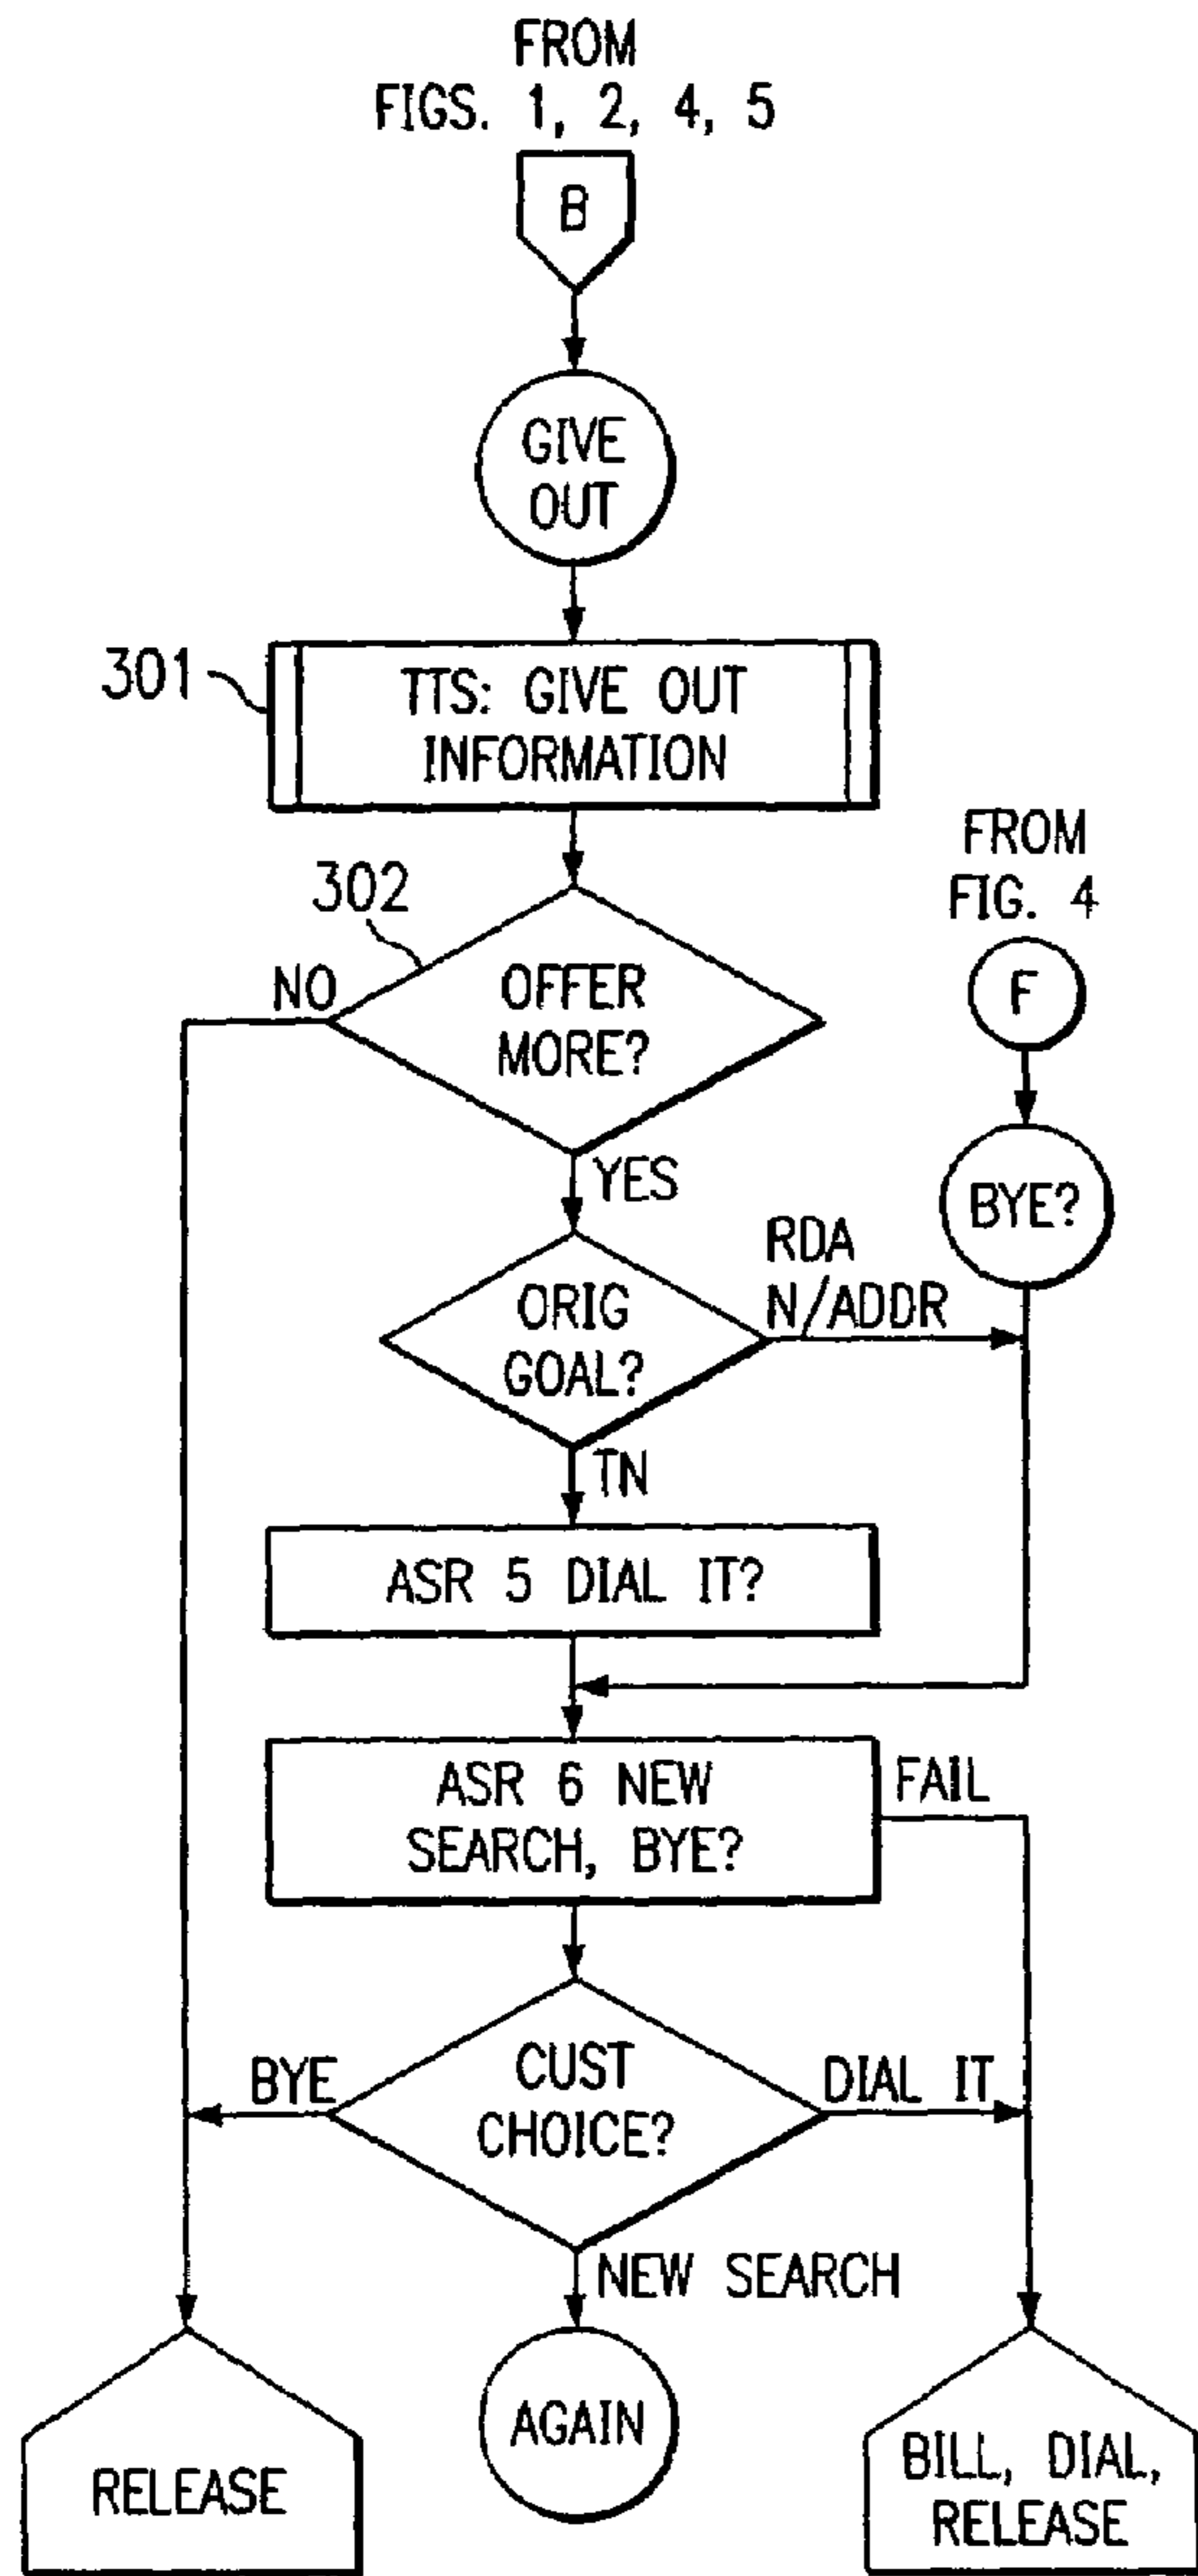 FROM
FIGS. 1, 2, 4, 5
B
GIVE
OUT
301
TTS: GIVE OUT
INFORMATION
302
NO
OFFER
MORE?
FROM
FIG. 4
F
YES
BYE?
ORIG
GOAL?
RDA
N/ADDR
TN
ASR 5 DIAL IT?
ASR 6 NEW
SEARCH, BYE?
FAIL
BYE
CUST
CHOICE?
DIAL IT
NEW SEARCH
RELEASE
AGAIN
BILL, DIAL,
RELEASE